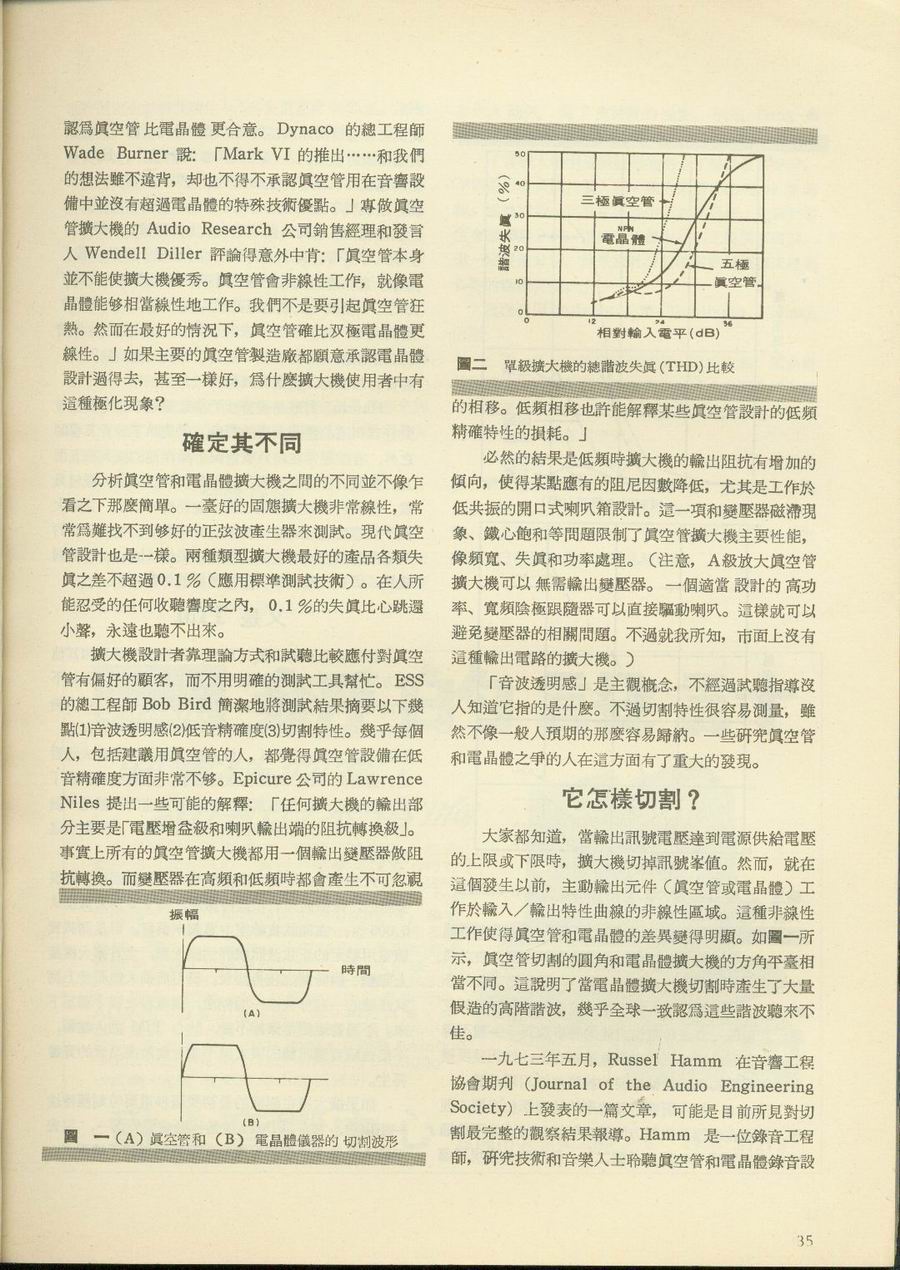 認爲眞空管比電晶體更合意。Dynaco 的總工程師
Wade Burner 說:「Mark VI 的推出……和我們
的想法雖不違背，却也不得不承認眞空管用在音響設
備中並沒有超過電晶體的特殊技術優點。」專做眞空
管擴大機的 Audio Research 公司銷售經理和發言
人 Wendell Diller 評論得意外中肯:「眞空管本身
並不能使擴大機優秀。眞空管會非線性工作，就像電
晶體能够相當線性地工作。我們不是要引起眞空管狂
熱。然而在最好的情況下，眞空管確比双極電晶體更
線性。」如果主要的眞空管製造廠都願意承認電晶體
設計過得去，甚至一樣好，爲什麼擴大機使用者中有
這種極化現象?
確定其不同
分析眞空管和電晶體擴大機之間的不同並不像乍
看之下那麼簡單。一臺好的固態擴大機非常線性，常
常爲難找不到够好的正弦波產生器來測試。現代眞空
管設計也是一樣。兩種類型擴大機最好的產品各類失
眞之差不超過 0.1％（應用標準測試技術）。在人所
能忍受的任何收聽響度之內，0.1％的失眞比心跳還
小聲，永遠也聽不出來。
擴大機設計者靠理論方式和試聽比較應付對眞空
管有偏好的顧客，而不用明確的測試工具幫忙。ESS
的總工程師 Bob Bird 簡潔地將測試結果摘要以下幾
點(1)音波透明感(2)低音精確度(3)切割特性。幾乎每個
人，包括建議用眞空管的人，都覺得眞空管設備在低
音精確度方面非常不够。Epicure 公司的 Lawrence
Niles 提出一些可能的解釋:「任何擴大機的輸出部
分主要是「電壓增益級和喇叭輸出端的阻抗轉換級」。
事實上所有的眞空管擴大機都用一個輸出變壓器做阻
抗轉換。而變壓器在高頻和低頻時都會產生不可忽視
振幅
時間
(A)
(B)
圖一（A）眞空管和（B）電晶體儀器的切割波形
諧波失眞（%）
50
40
30
20
10
0
三極眞空管
NPN
電晶體
五極
眞空管
0 12 24 36
相對輸入電平(dB)
圖二 單級擴大機的總諧波失眞(THD)比較
的相移。低頻相移也許能解釋某些眞空管設計的低頻
精確特性的損耗。」
必然的結果是低頻時擴大機的輸出阻抗有增加的
傾向，使得某點應有的阻尼因數降低，尤其是工作於
低共振的開口式喇叭箱設計。這一項和變壓器磁滯現
象、鐵心飽和等問題限制了眞空管擴大機主要性能，
像頻寬、失眞和功率處理。（注意，A級放大眞空管
擴大機可以無需輸出變壓器。一個適當設計的高功
率、寬頻陰極跟隨器可以直接驅動喇叭。這樣就可以
避免變壓器的相關問題。不過就我所知，市面上沒有
這種輸出電路的擴大機。）
「音波透明感」是主觀概念，不經過試聽指導沒
人知道它指的是什麼。不過切割特性很容易測量，雖
然不像一般人預期的那麼容易歸納。一些研究眞空管
和電晶體之爭的人在這方面有了重大的發現。
它怎樣切割？
大家都知道，當輸出訊號電壓達到電源供給電壓
的上限或下限時，擴大機切掉訊號峯值。然而，就在
這個發生以前，主動輸出元件（眞空管或電晶體）工
作於輸入／輸出特性曲線的非線性區域。這種非線性
工作使得眞空管和電晶體的差異變得明顯。如圖一所
示，眞空管切割的圓角和電晶體擴大機的方角平臺相
當不同。這說明了當電晶體擴大機切割時產生了大量
假造的高階諧波，幾乎全球一致認爲這些諧波聽來不
佳。
一九七三年五月，Russel Hamm 在音響工程
協會期刊（Journal of the Audio Engineering
Society）上發表的一篇文章，可能是目前所見對切
割最完整的觀察結果報導。Hamm 是一位錄音工程
師，研究技術和音樂人士聆聽眞空管和電晶體錄音設
35